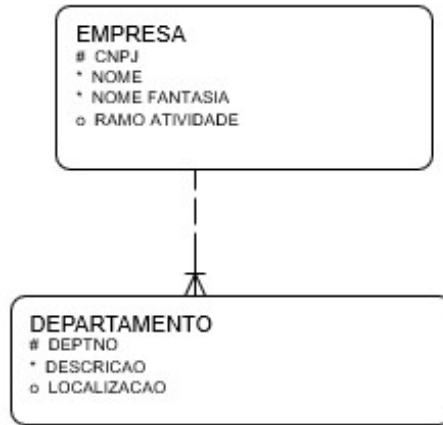 EMPRESA
# CNPJ
* NOME
* NOME FANTASIA
o RAMO ATIVIDADE
DEPARTAMENTO
# DEPTNO
* DESCRICAO
o LOCALIZACAO